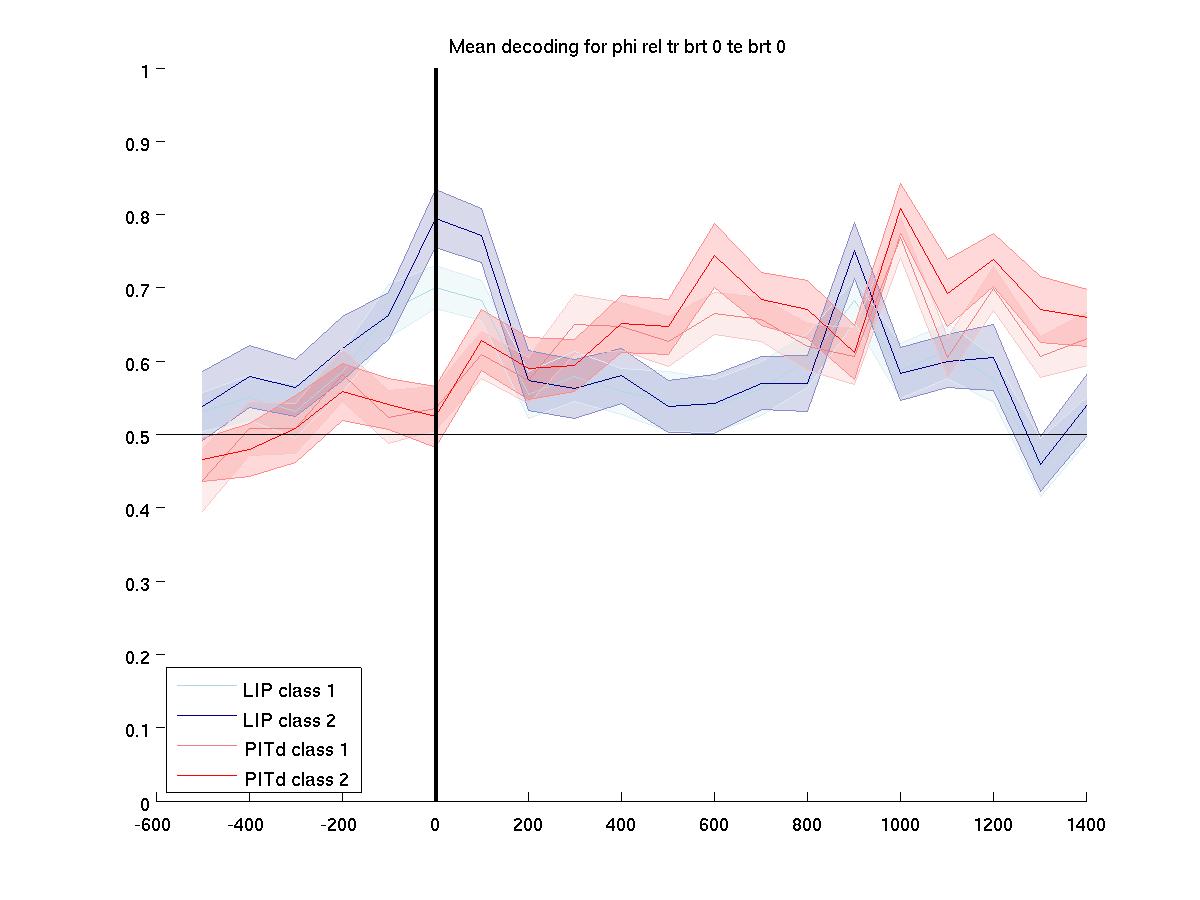 Mean decoding for phi rel tr brt 0 te brt 0
1
0.9
0.8
0.7
0.6
0.5
0.4
0.3
0.2
0.1
0
LIP class 1
LIP class 2
PITd class 1
PITd class 2
-600 -400 -200 0 200 400 600 800 1000 1200 1400